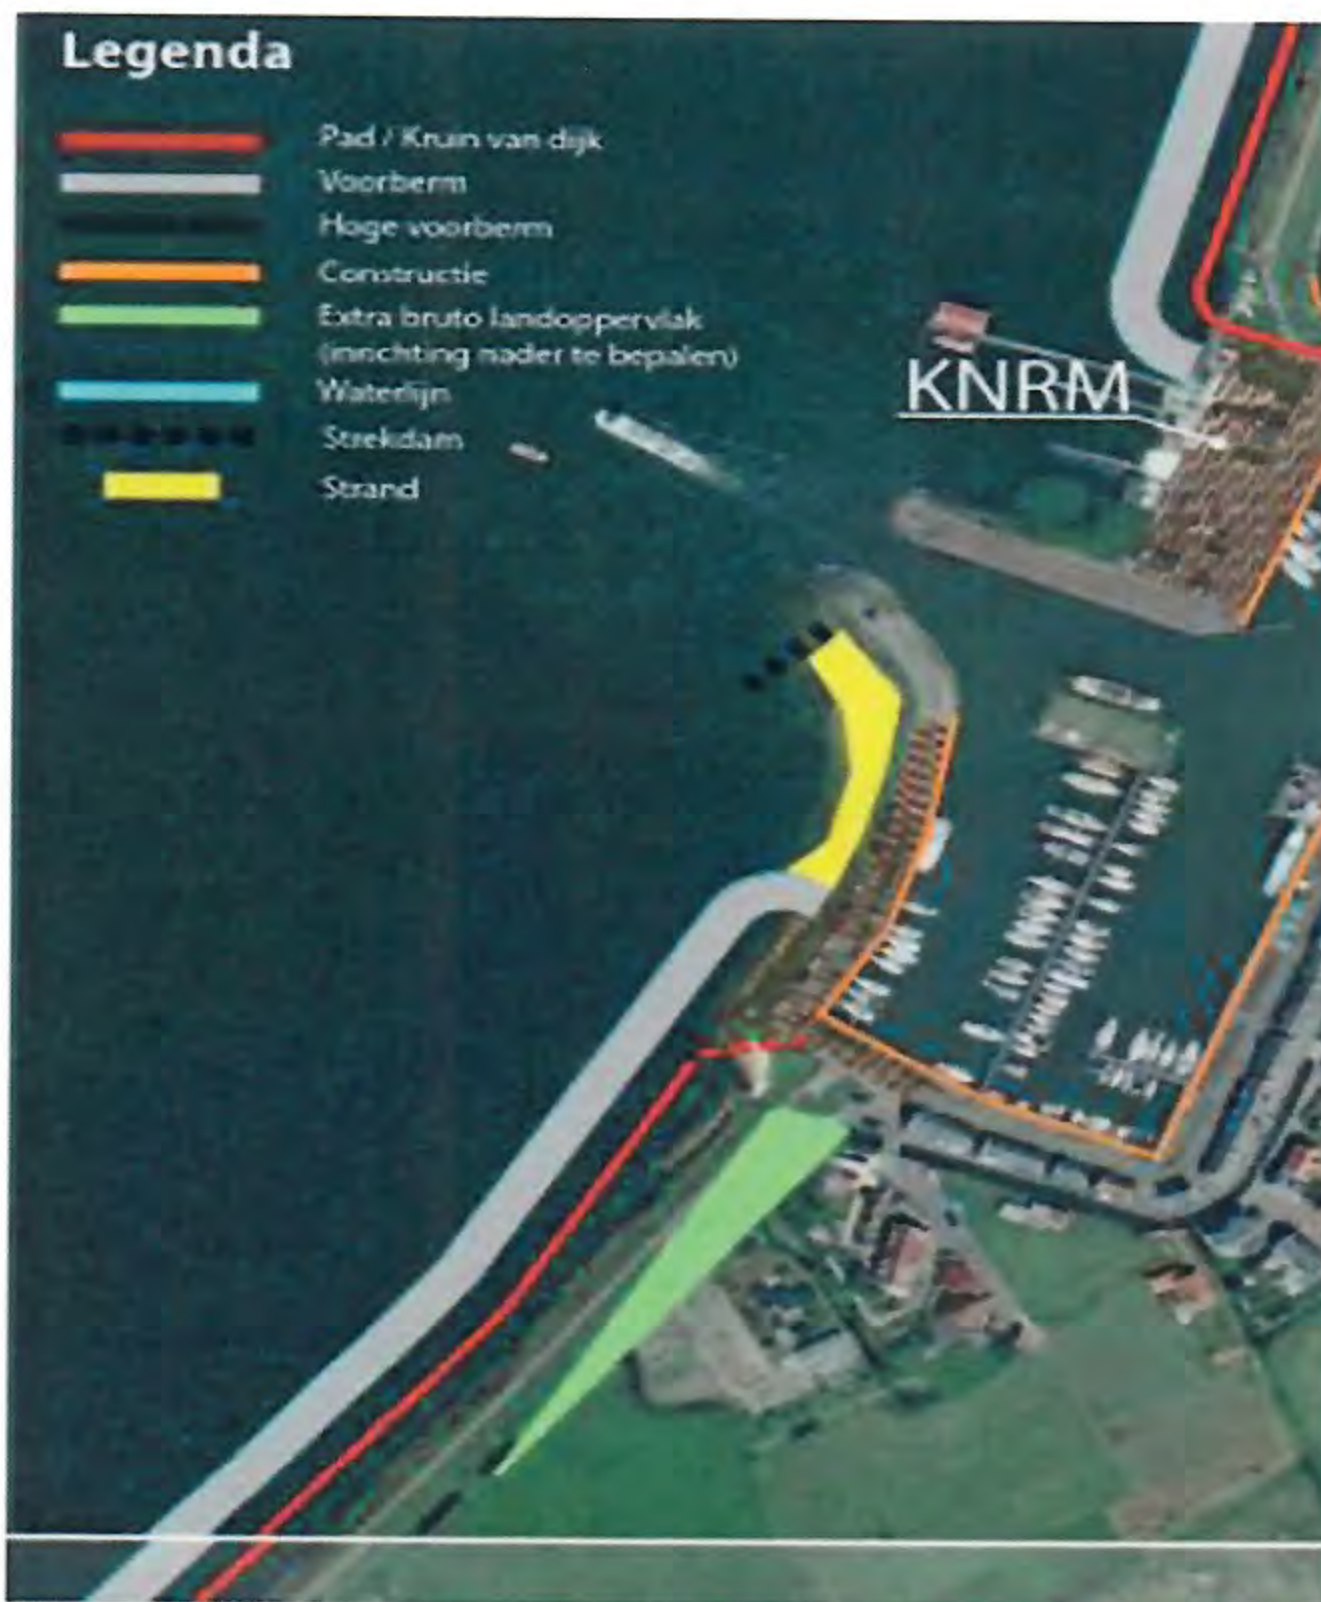 Legenda
Pad / Kruin van dijk
Voorberm
Hoge voorberm
Constructie
Extra bruto landoppervlak
(inrichting nader te bepalen)
Waterlijn
Strekdam
Strand
KNRM